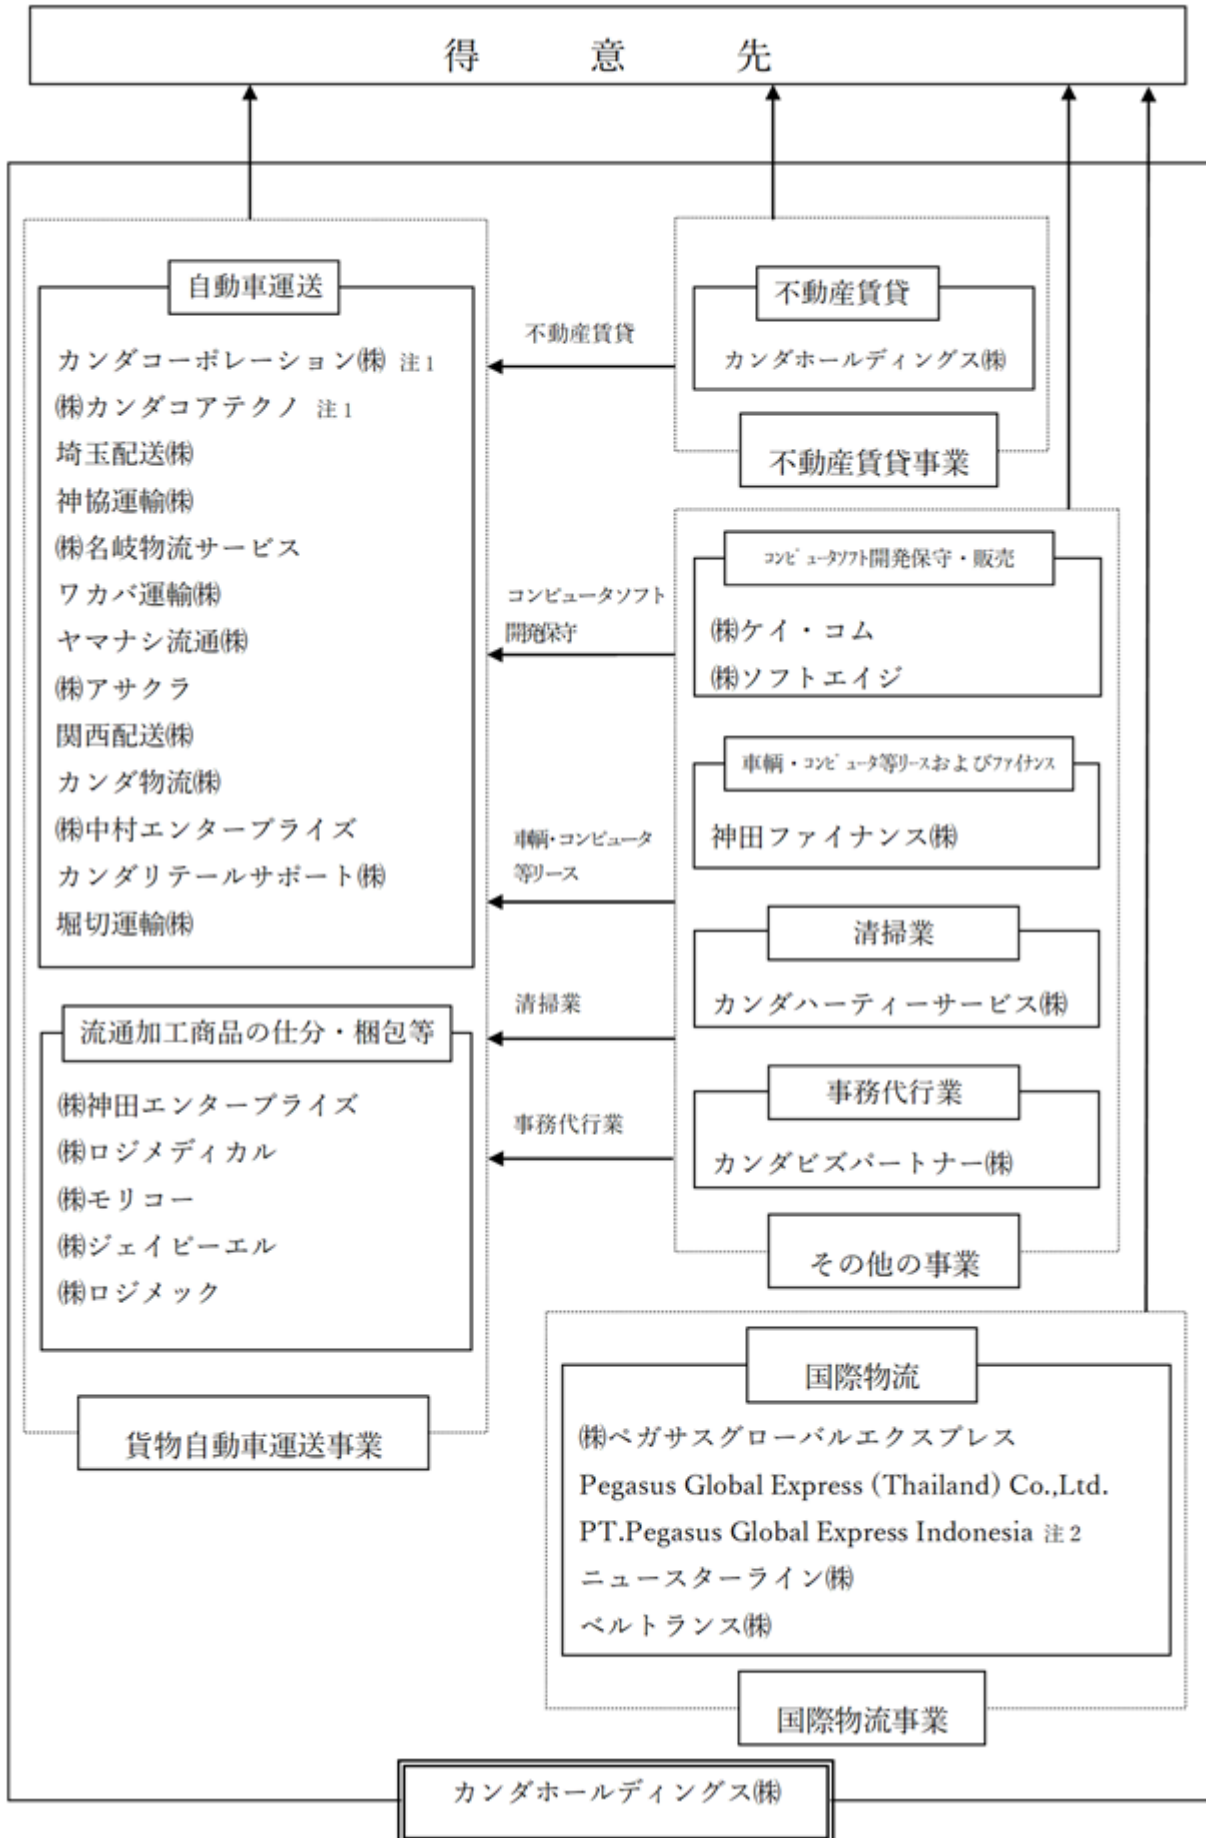 得意先
自動車運送
カンダコーポレーション㈱ 注1
㈱カンダコアテクノ 注1
埼玉配送㈱
神協運輸㈱
㈱名岐物流サービス
ワカバ運輸㈱
ヤマナシ流通㈱
㈱アサクラ
関西配送㈱
カンダ物流㈱
㈱中村エンタープライズ
カンダリテールサポート㈱
堀切運輸㈱
流通加工商品の仕分・梱包等
㈱神田エンタープライズ
㈱ロジメディカル
㈱モリコー
㈱ジェイピーエル
㈱ロジメック
貨物自動車運送事業
不動産賃貸
コンピュータソフト
開発保守
車輌・コンピュータ
等リース
清掃業
事務代行業
不動産賃貸
カンダホールディングス㈱
不動産賃貸事業
ｺﾝﾋﾟｭｰﾀｿﾌﾄ開発保守・販売
㈱ケイ・コム
㈱ソフトエイジ
車輌・ｺﾝﾋﾟｭｰﾀ等ﾘｰｽおよびﾌｧｲﾅﾝｽ
神田ファイナンス㈱
清掃業
カンダハーティーサービス㈱
事務代行業
カンダビズパートナー㈱
その他の事業
国際物流
㈱ペガサスグローバルエクスプレス
Pegasus Global Express (Thailand) Co.,Ltd.
PT.Pegasus Global Express Indonesia 注2
ニュースターライン㈱
ベルトランス㈱
国際物流事業
カンダホールディングス㈱